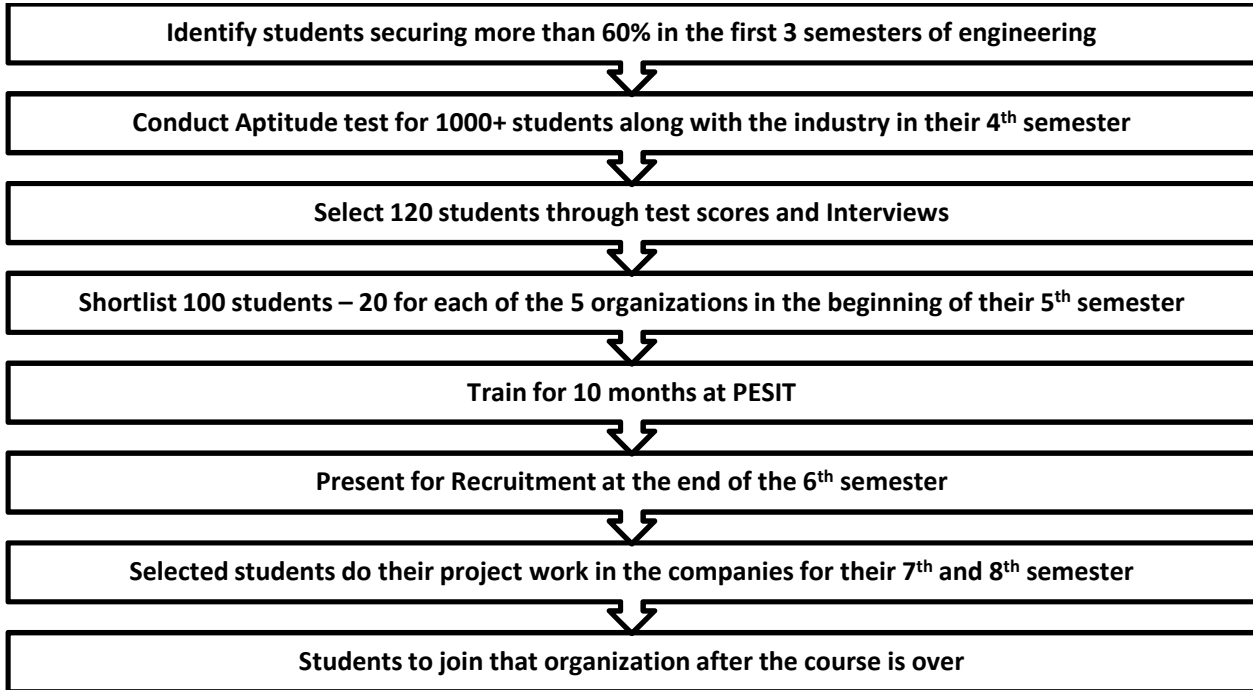 Identify students securing more than 60% in the first 3 semesters of engineering
Conduct Aptitude test for 1000+ students along with the industry in their 4th semester
Select 120 students through test scores and Interviews
Shortlist 100 students – 20 for each of the 5 organizations in the beginning of their 5th semester
Train for 10 months at PESIT
Present for Recruitment at the end of the 6th semester
Selected students do their project work in the companies for their 7th and 8th semester
Students to join that organization after the course is over